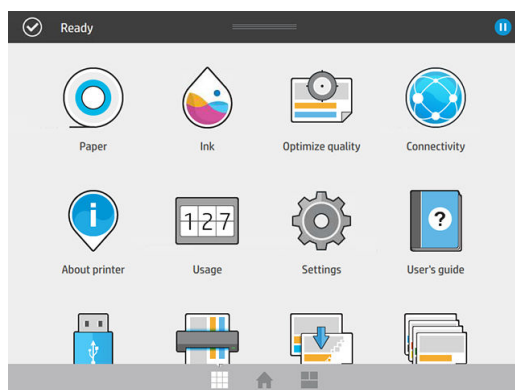 Ready
Paper Ink Optimize quality Connectivity
127
About printer Usage Settings User's guide